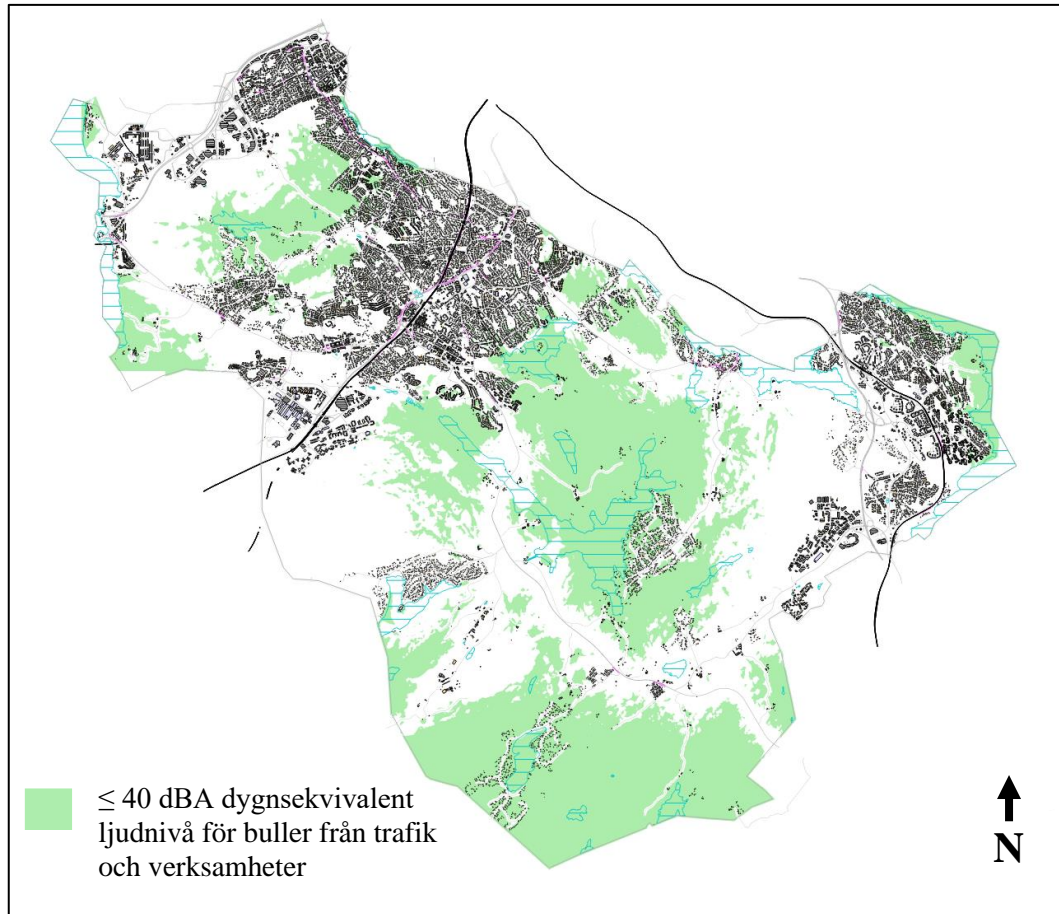 ≤ 40 dBA dygnsekvivalent
ljudnivå för buller från trafik
och verksamheter
N